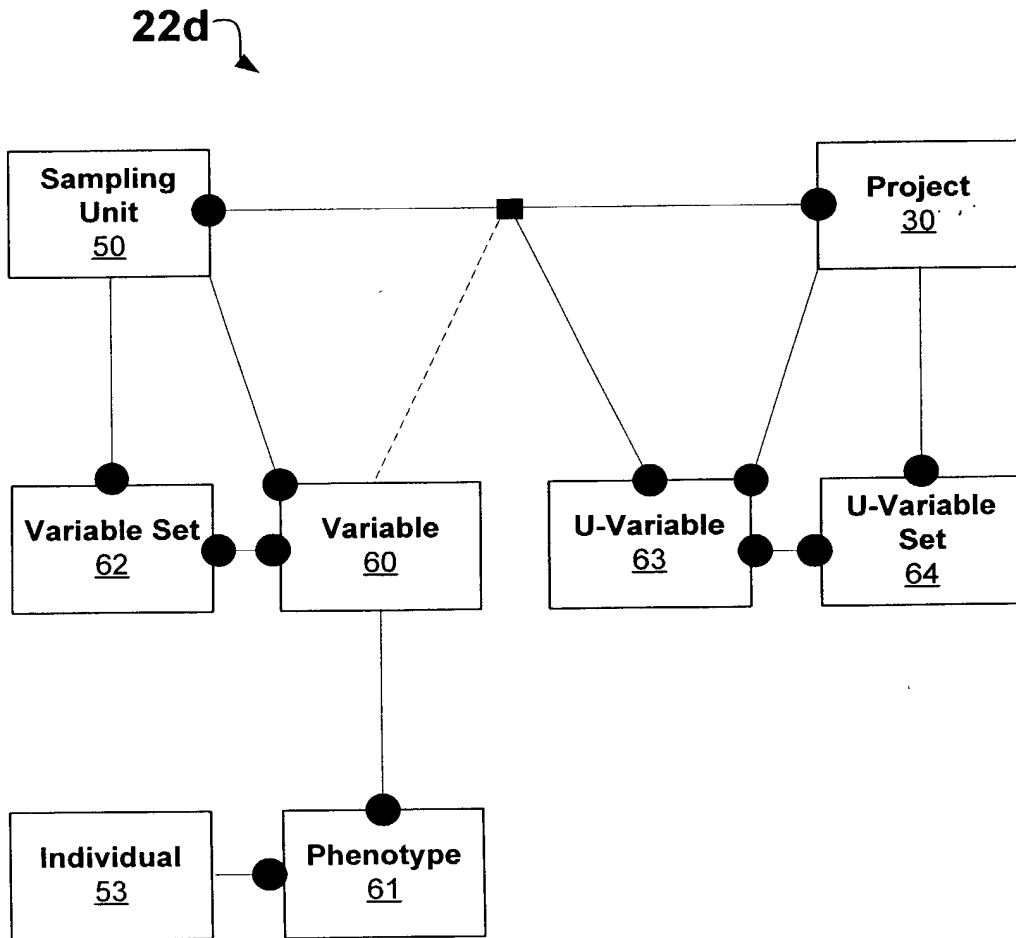 22d
Sampling
Unit
50
Project
30
Variable Set
62
Variable
60
U-Variable
63
U-Variable
Set
64
Individual
53
Phenotype
61